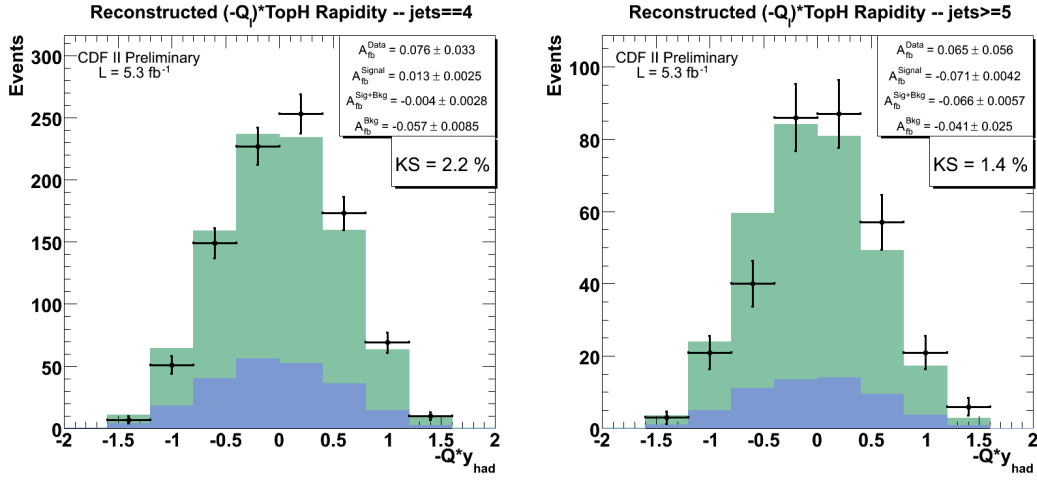 Reconstructed (-Q_l)*TopH Rapidity -- jets==4
Events
CDF II Preliminary
L = 5.3 fb⁻¹
A_fb^Data = 0.076 ± 0.033
A_fb^Signal = 0.013 ± 0.0025
A_fb^Sig+Bkg = -0.004 ± 0.0028
A_fb^Bkg = -0.057 ± 0.0085
KS = 2.2 %
300
250
200
150
100
50
0
-2 -1.5 -1 -0.5 0 0.5 1 1.5 2
-Q*y_had
Reconstructed (-Q_l)*TopH Rapidity -- jets>=5
Events
CDF II Preliminary
L = 5.3 fb⁻¹
A_fb^Data = 0.065 ± 0.056
A_fb^Signal = -0.071 ± 0.0042
A_fb^Sig+Bkg = -0.066 ± 0.0057
A_fb^Bkg = -0.041 ± 0.025
KS = 1.4 %
100
80
60
40
20
0
-2 -1.5 -1 -0.5 0 0.5 1 1.5 2
-Q*y_had